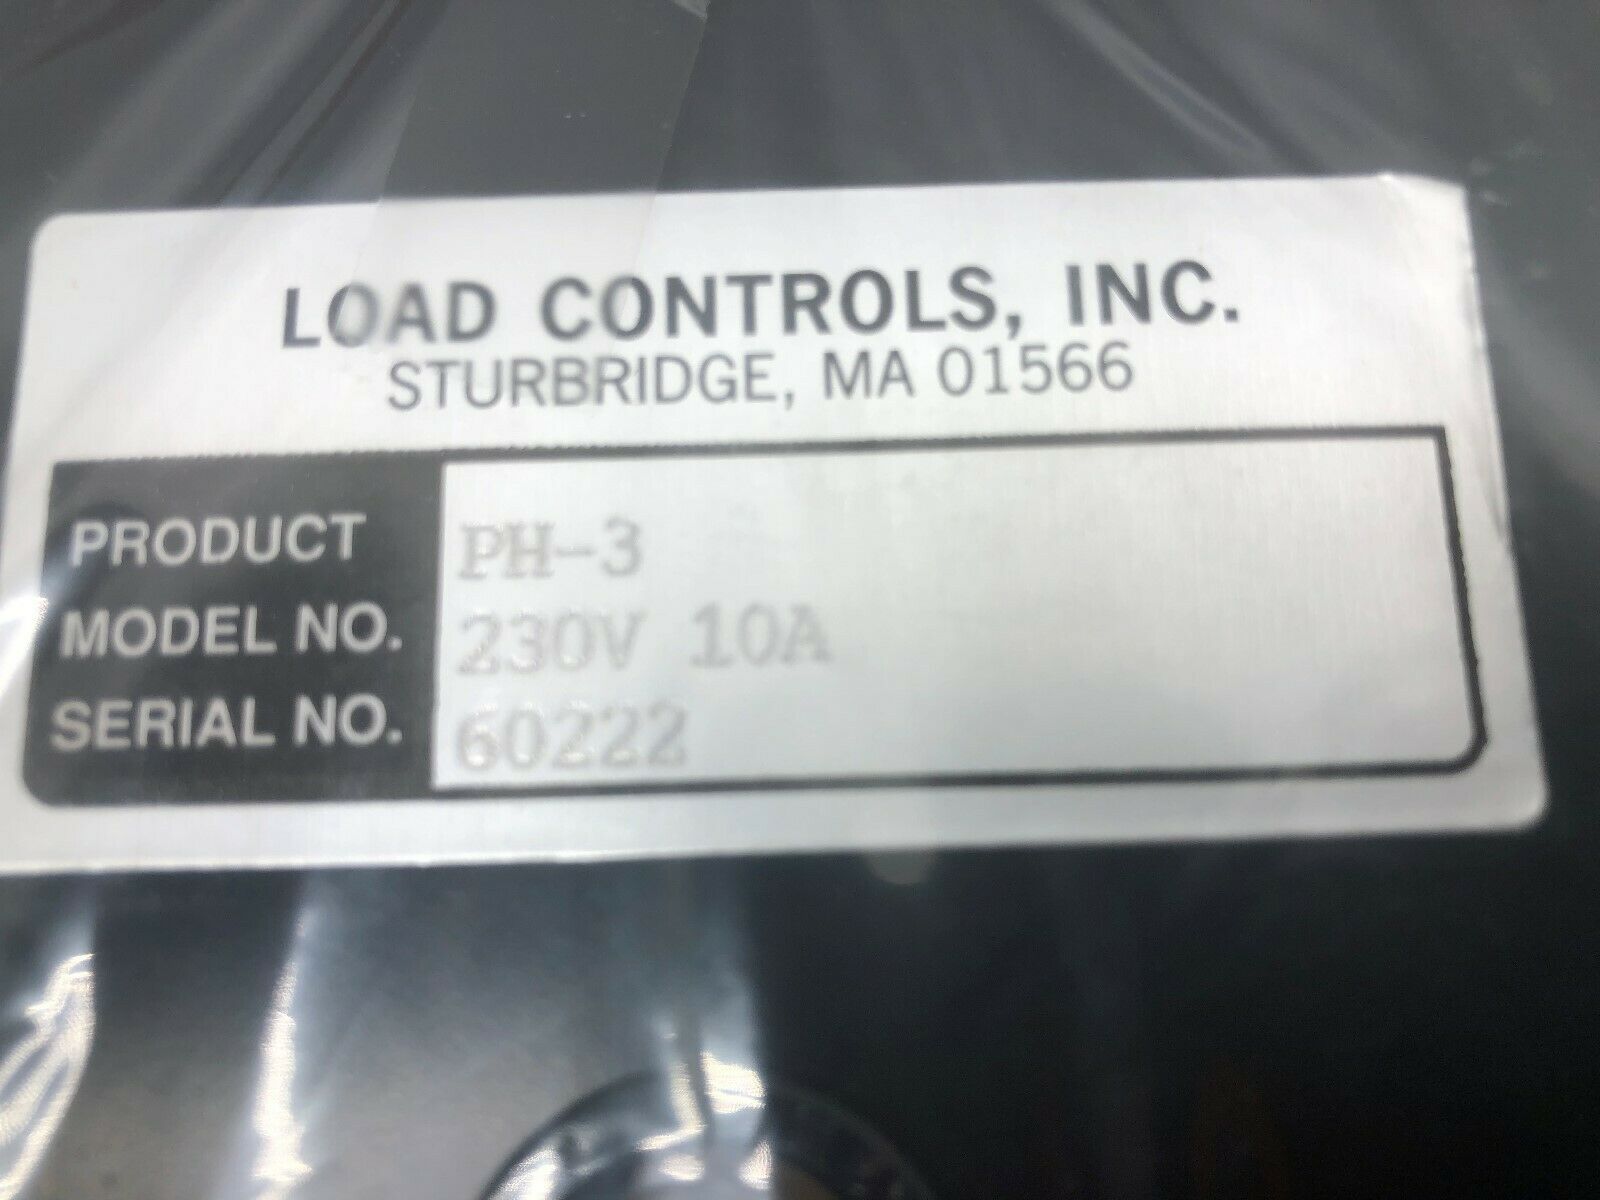 LOAD CONTROLS, INC.
STURBRIDGE, MA 01566
PRODUCT PH-3
MODEL NO. 230V 10A
SERIAL NO. 60222